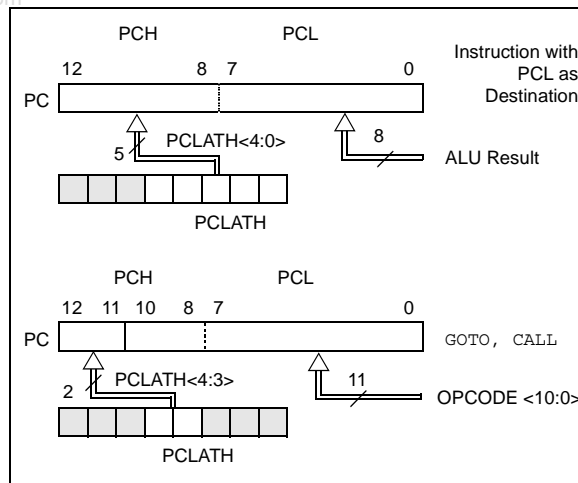 PCH PCL
12 8 7 0
Instruction with
PCL as
Destination
PC
5 PCLATH<4:0> 8
ALU Result
PCLATH
PCH PCL
12 11 10 8 7 0
PC GOTO, CALL
2 PCLATH<4:3> 11
OPCODE <10:0>
PCLATH